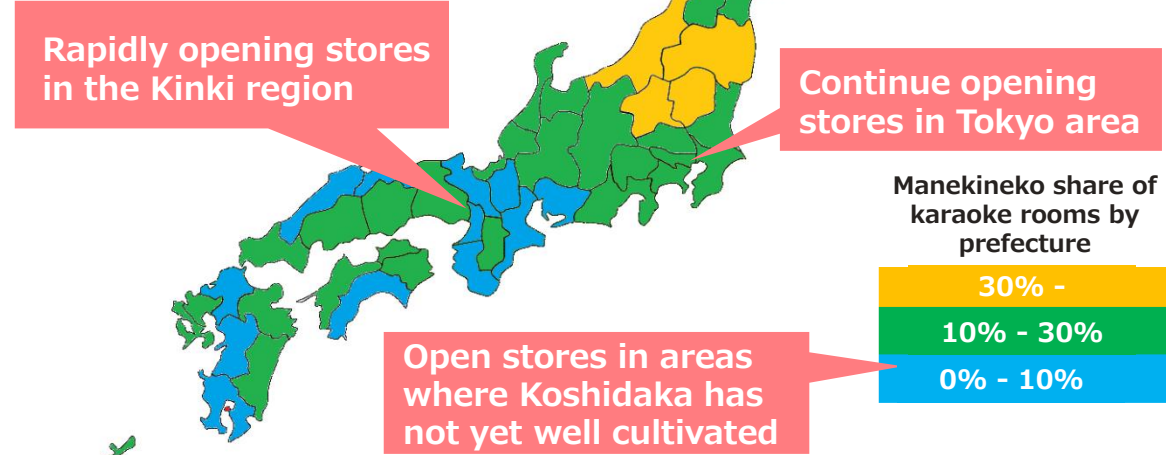 Rapidly opening stores
in the Kinki region
Continue opening
stores in Tokyo area
Manekineko share of
karaoke rooms by
prefecture
30% -
10% - 30%
0% - 10%
Open stores in areas
where Koshidaka has
not yet well cultivated